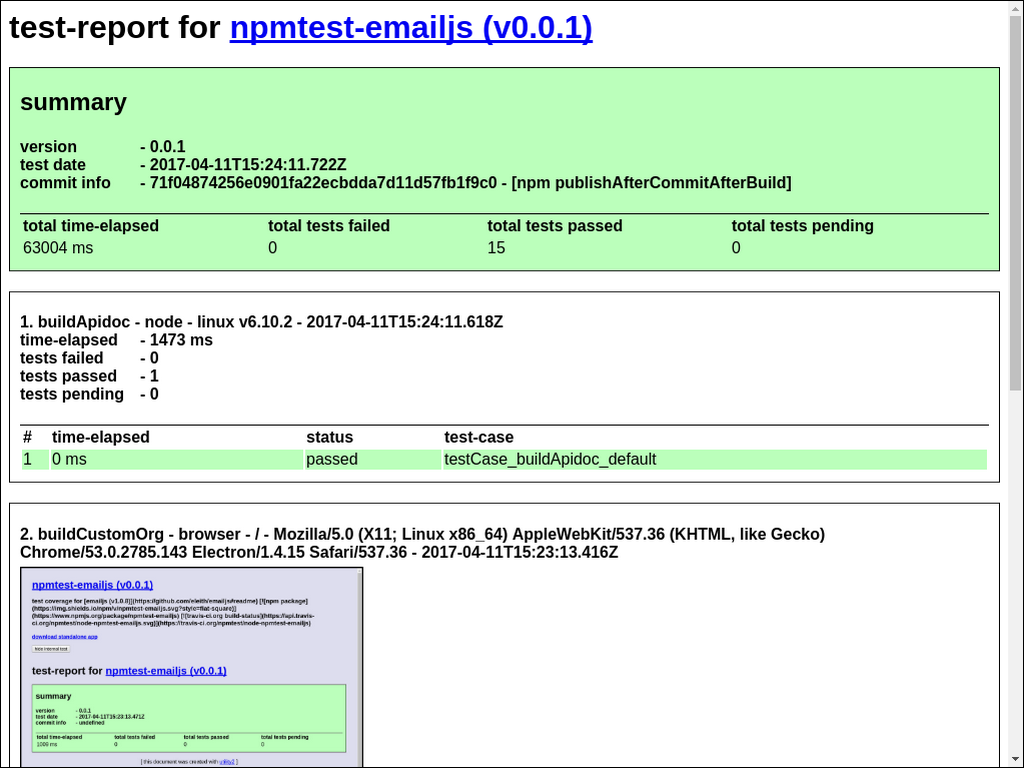 test-report for npmtest-emailjs (v0.0.1)
summary
version - 0.0.1
test date - 2017-04-11T15:24:11.722Z
commit info - 71f04874256e0901fa22ecbdda7d11d57fb1f9c0 - [npm publishAfterCommitAfterBuild]
total time-elapsed total tests failed total tests passed total tests pending
63004 ms 0 15 0
1. buildApidoc - node - linux v6.10.2 - 2017-04-11T15:24:11.618Z
time-elapsed - 1473 ms
tests failed - 0
tests passed - 1
tests pending - 0
# time-elapsed status test-case
1 0 ms passed testCase_buildApidoc_default
2. buildCustomOrg - browser - / - Mozilla/5.0 (X11; Linux x86_64) AppleWebKit/537.36 (KHTML, like Gecko)
Chrome/53.0.2785.143 Electron/1.4.15 Safari/537.36 - 2017-04-11T15:23:13.416Z
npmtest-emailjs (v0.0.1)
test coverage for [emailjs (v1.0.8)](https://github.com/eleith/emailjs#readme) [![npm package]
(https://img.shields.io/npm/v/npmtest-emailjs.svg?style=flat-square)]
(https://www.npmjs.org/package/npmtest-emailjs) [![travis-ci.org build-status](https://api.travis-
ci.org/npmtest/node-npmtest-emailjs.svg)](https://travis-ci.org/npmtest/node-npmtest-emailjs)
download standalone app
hide internal test
test-report for npmtest-emailjs (v0.0.1)
summary
version - 0.0.1
test date - 2017-04-11T15:23:13.471Z
commit info - undefined
total time-elapsed total tests failed total tests passed total tests pending
1009 ms 0 0 0
[ this document was created with utility2 ]